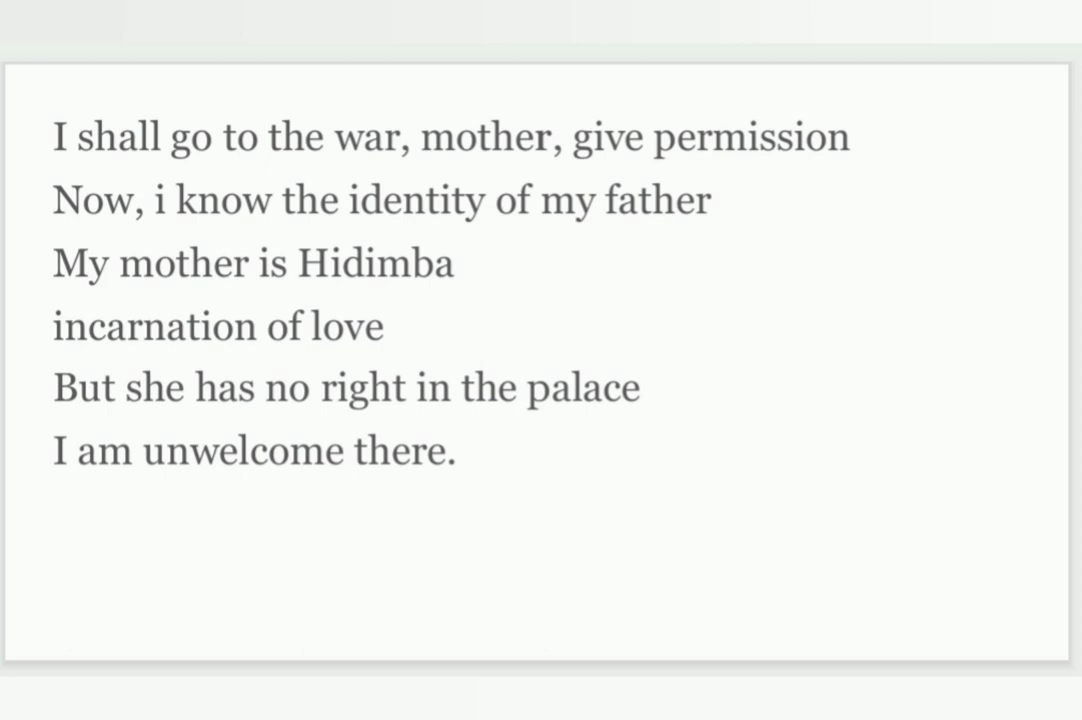 I shall go to the war, mother, give permission
Now, i know the identity of my father
My mother is Hidimba
incarnation of love
But she has no right in the palace
I am unwelcome there.